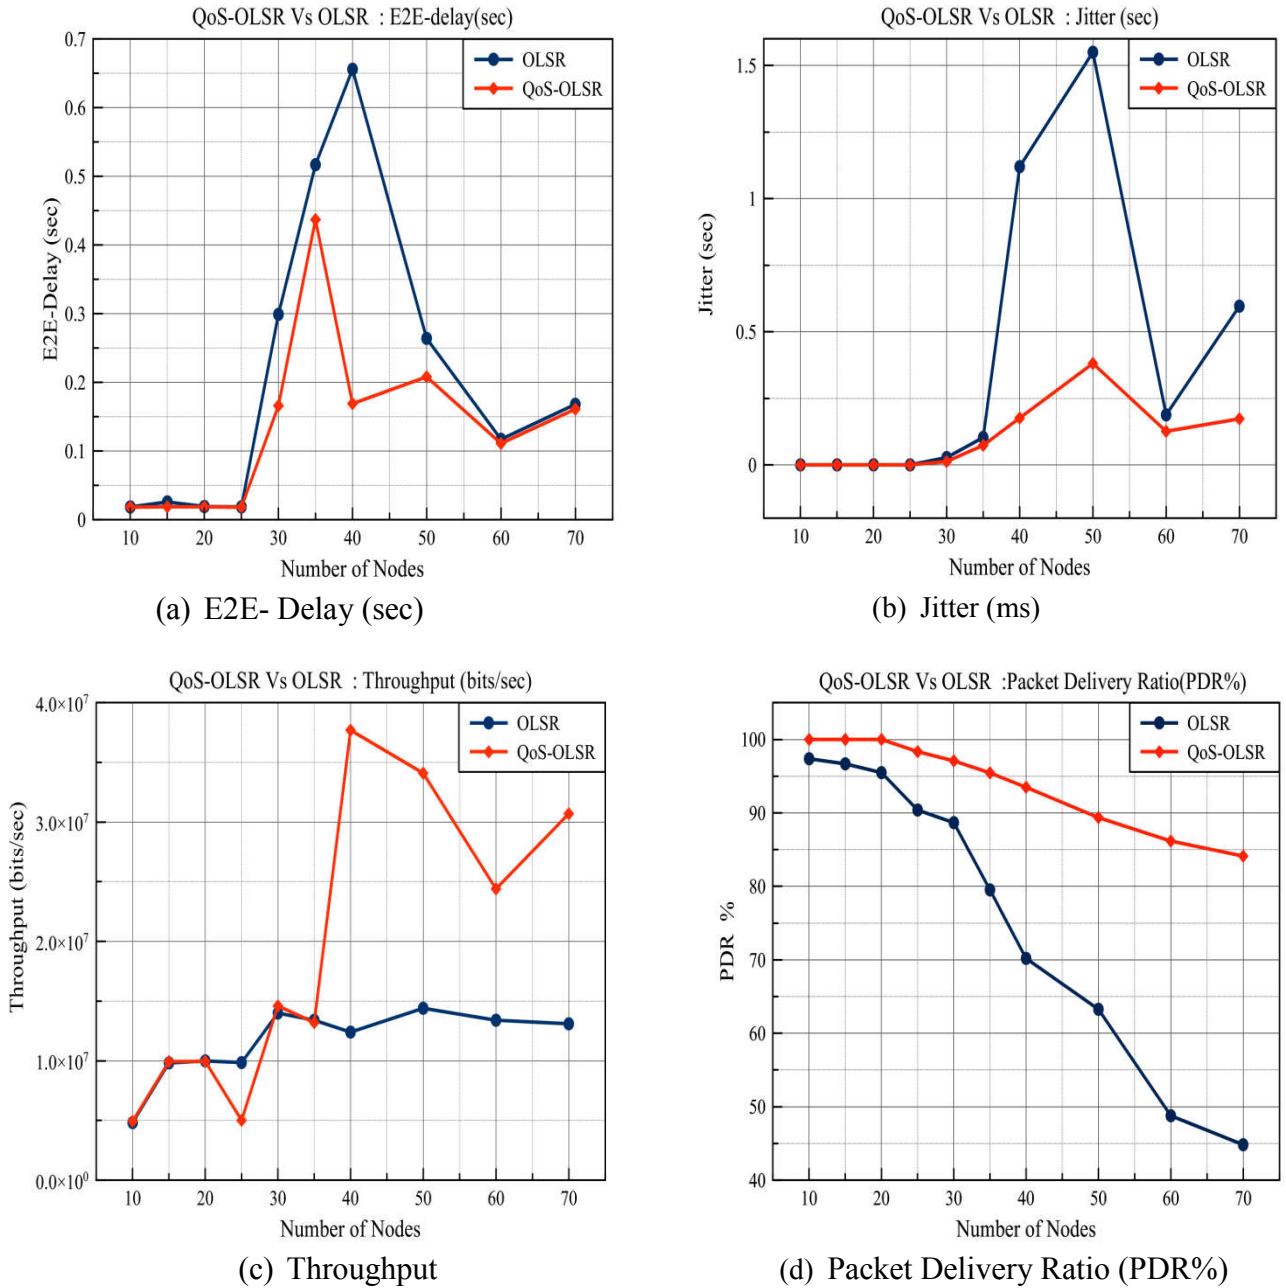 QoS-OLSR Vs OLSR : E2E-delay(sec)
OLSR
QoS-OLSR
0.7
0.6
0.5
0.4
0.3
0.2
0.1
0
E2E-Delay (sec)
10 20 30 40 50 60 70
Number of Nodes
(a) E2E- Delay (sec)
QoS-OLSR Vs OLSR : Jitter (sec)
OLSR
QoS-OLSR
1.5
1
0.5
0
Jitter (sec)
10 20 30 40 50 60 70
Number of Nodes
(b) Jitter (ms)
QoS-OLSR Vs OLSR : Throughput (bits/sec)
OLSR
QoS-OLSR
4.0×10⁷
3.0×10⁷
2.0×10⁷
1.0×10⁷
0.0×10⁰
Throughput (bits/sec)
10 20 30 40 50 60 70
Number of Nodes
(c) Throughput
QoS-OLSR Vs OLSR :Packet Delivery Ratio(PDR%)
OLSR
QoS-OLSR
100
90
80
70
60
50
40
PDR %
10 20 30 40 50 60 70
Number of Nodes
(d) Packet Delivery Ratio (PDR%)